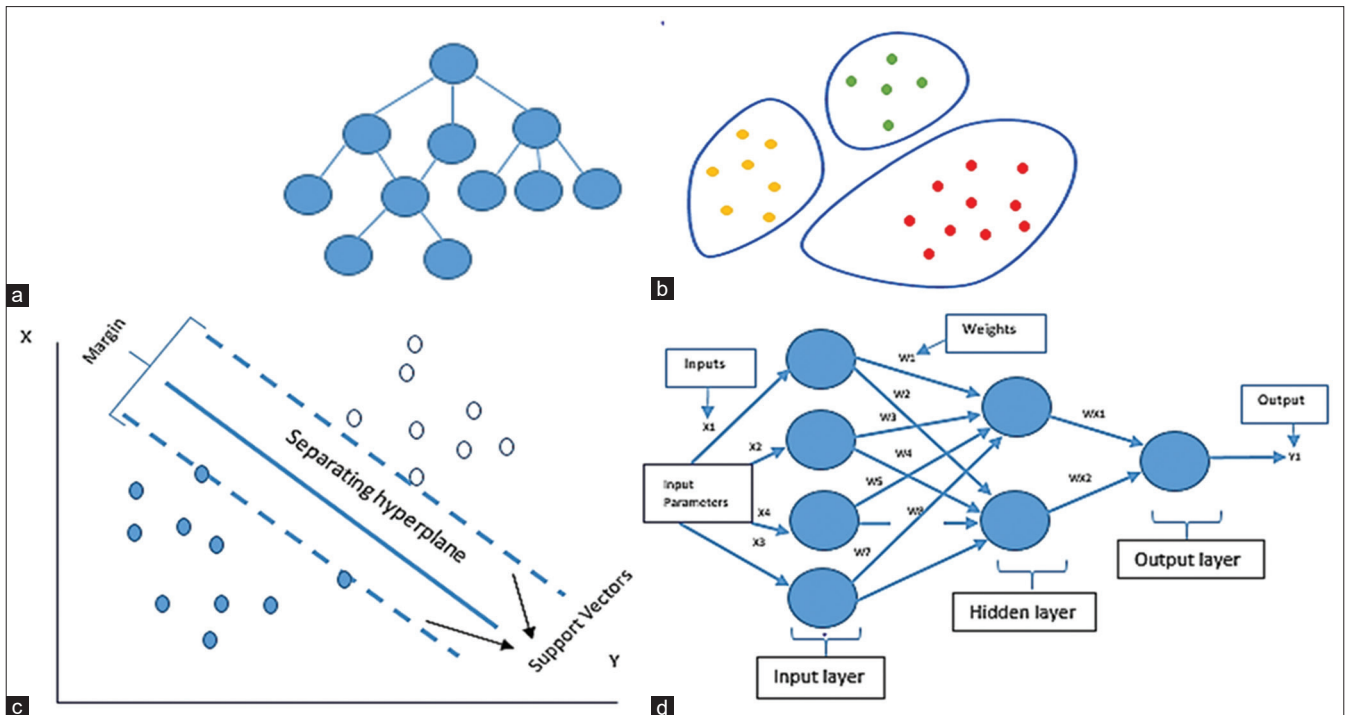 a
b
X
Margin
Separating hyperplane
Support Vectors
Y
c
Weights
Inputs
Output
X1
X2
Input
Parameters
X4
X3
W1
W2
W3
W4
W5
W8
W7
WX1
WX2
Y1
Output layer
Hidden layer
Input layer
d